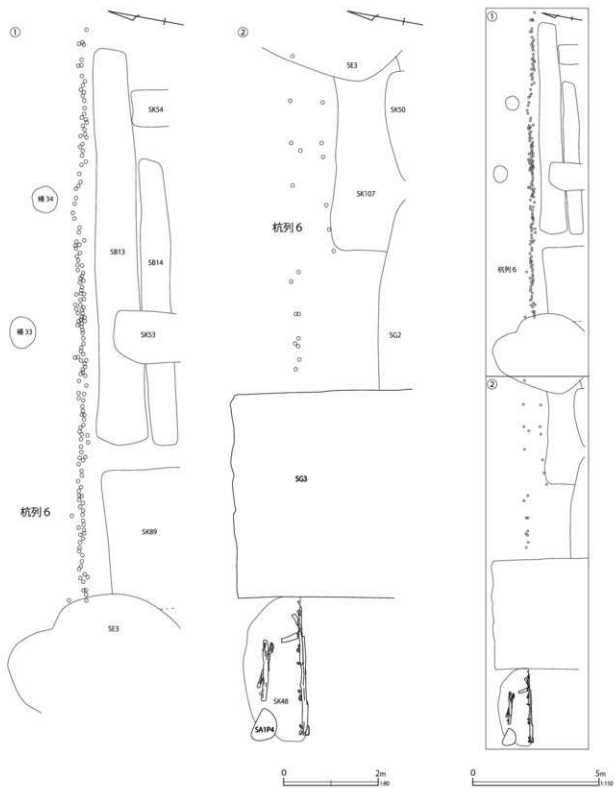 ①
SK54
桶34
SB13
SB14
桶33
SK53
杭列6
SK89
SE3
②
SE3
SK50
SK107
杭列6
SG2
SG3
SK48
SA1P4
0 2m
1:80
①
杭列6
②
0 5m
1:150